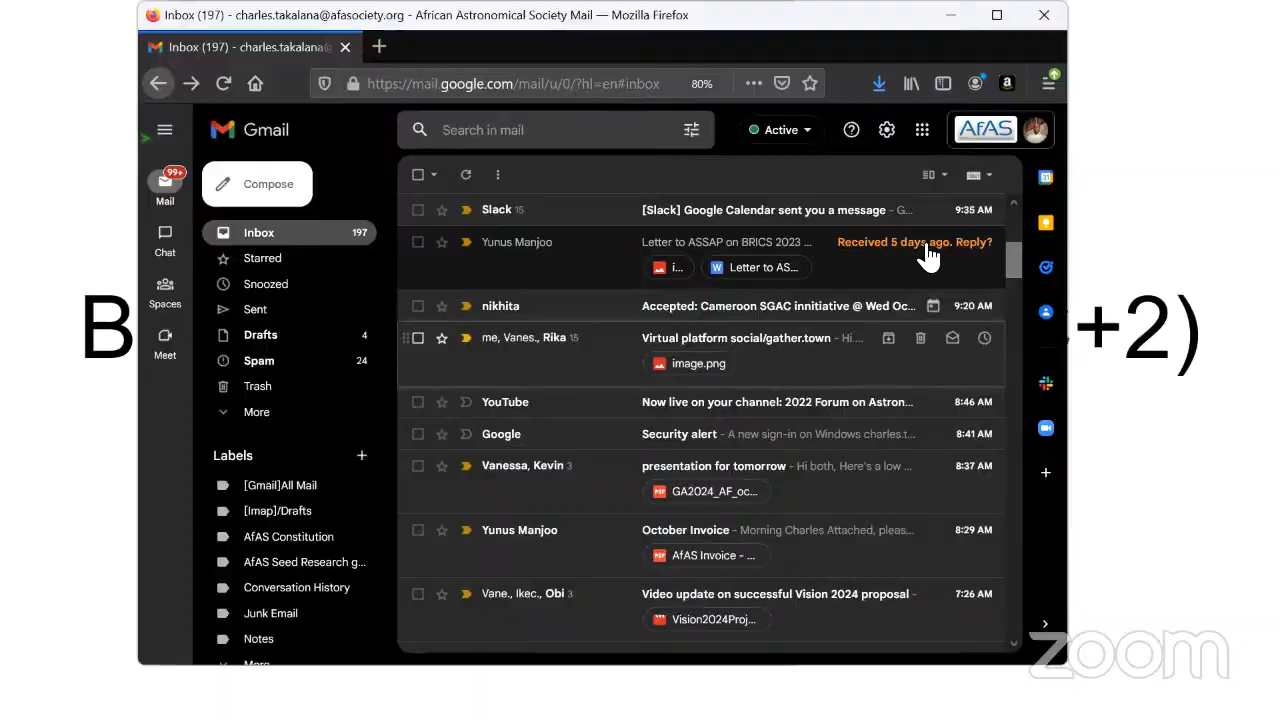 Inbox (197) - charles.takalana@afasociety.org - African Astronomical Society Mail — Mozilla Firefox
Inbox (197) - charles.takalana@
https://mail.google.com/mail/u/0/?hl=en#inbox 80%
Gmail
Search in mail
Active
AfAS
99+
Mail
Chat
Spaces
Meet
Compose
Inbox 197
Starred
Snoozed
Sent
Drafts 4
Spam 24
Trash
More
Labels
[Gmail]All Mail
[Imap]/Drafts
AfAS Constitution
AfAS Seed Research g...
Conversation History
Junk Email
Notes
More
Slack 15 [Slack] Google Calendar sent you a message - G... 9:35 AM
Yunus Manjoo Letter to ASSAP on BRICS 2023 ... Received 5 days ago. Reply?
i... Letter to AS...
nikhita Accepted: Cameroon SGAC innitiative @ Wed Oc... 9:20 AM
me, Vanes., Rika 15 Virtual platform social/gather.town - Hi...
image.png
YouTube Now live on your channel: 2022 Forum on Astron... 8:46 AM
Google Security alert - A new sign-in on Windows charles.t... 8:41 AM
Vanessa, Kevin 3 presentation for tomorrow - Hi both, Here's a low ... 8:37 AM
PDF GA2024_AF_oc...
Yunus Manjoo October Invoice - Morning Charles Attached, pleas... 8:29 AM
PDF AfAS Invoice - ...
Vane., Ikec., Obi 3 Video update on successful Vision 2024 proposal - 7:26 AM
Vision2024Proj...
B
+2)
zoom